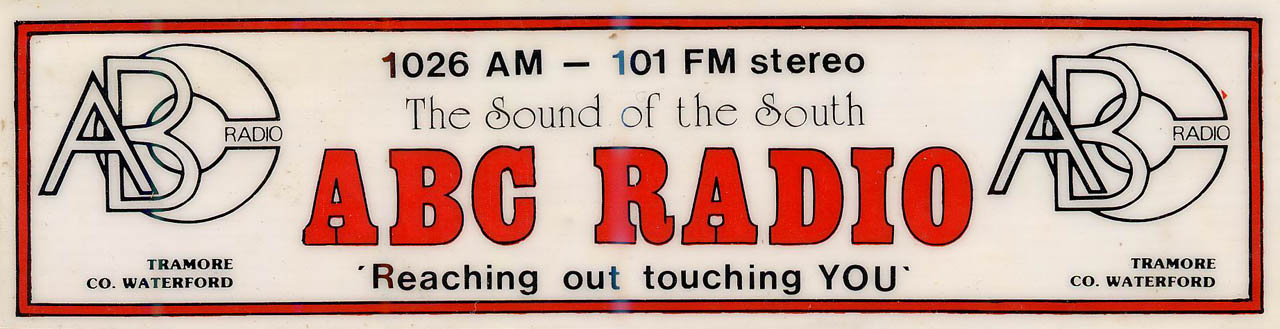 1026 AM – 101 FM stereo
The Sound of the South
ABC RADIO
'Reaching out touching YOU'
ABC RADIO
TRAMORE
CO. WATERFORD
ABC RADIO
TRAMORE
CO. WATERFORD